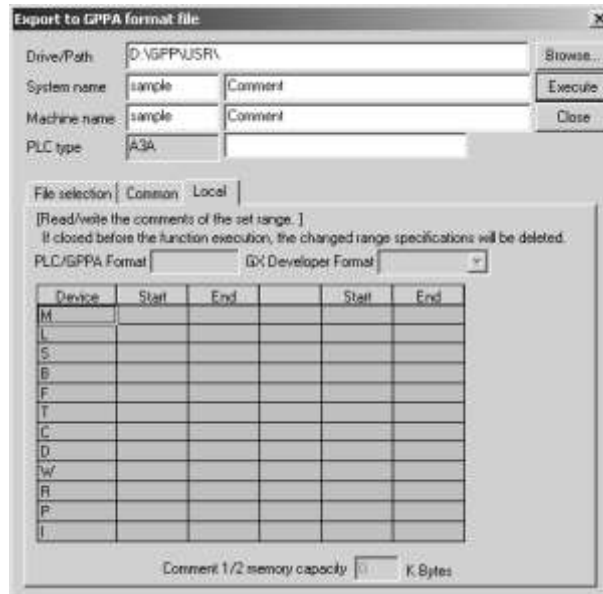 Export to GPPA format file
Drive/Path D:\GPP\USR\ Browse...
System name sample Comment Execute
Machine name sample Comment Close
PLC type A3A
File selection Common Local
[Read/write the comments of the set range. ]
If closed before the function execution, the changed range specifications will be deleted.
PLC/GPPA Format GX Developer Format
Device Start End Start End
M
L
S
B
F
T
C
D
W
R
P
I
Comment 1/2 memory capacity 0 K Bytes